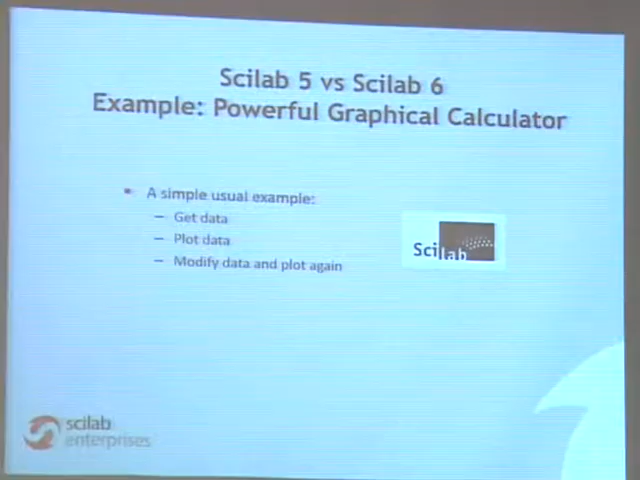 Scilab 5 vs Scilab 6
Example: Powerful Graphical Calculator
A simple usual example:
– Get data
– Plot data
– Modify data and plot again
Scilab
scilab
enterprises